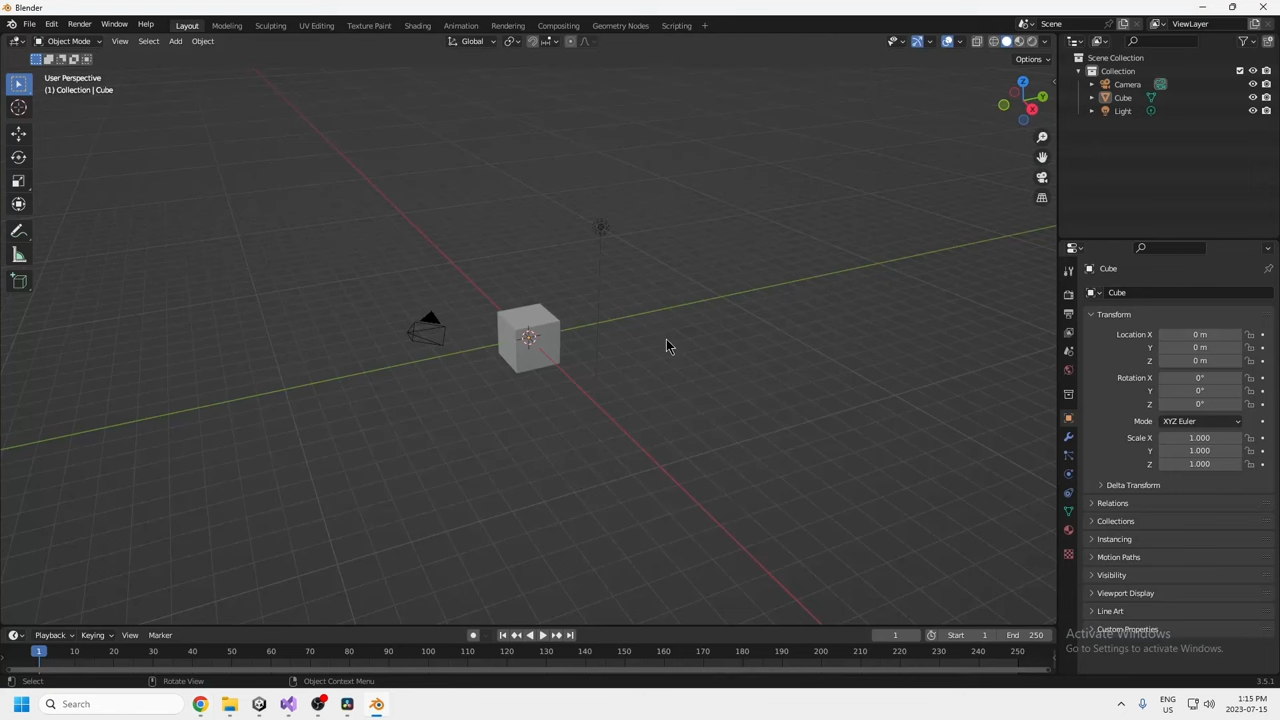 Blender
File Edit Render Window Help Layout Modeling Sculpting UV Editing Texture Paint Shading Animation Rendering Compositing Geometry Nodes Scripting + Scene ViewLayer
Object Mode View Select Add Object Global
Options
User Perspective
(1) Collection | Cube
Z
Y
X
Scene Collection
Collection
Camera
Cube
Light
Cube
Cube
Transform
Location X 0 m
Y 0 m
Z 0 m
Rotation X 0°
Y 0°
Z 0°
Mode XYZ Euler
Scale X 1.000
Y 1.000
Z 1.000
Delta Transform
Relations
Collections
Instancing
Motion Paths
Visibility
Viewport Display
Line Art
Custom Properties
Activate Windows
Go to Settings to activate Windows.
Playback Keying View Marker 1 Start 1 End 250
1 10 20 30 40 50 60 70 80 90 100 110 120 130 140 150 160 170 180 190 200 210 220 230 240 250
Select Rotate View Object Context Menu 3.5.1
Search
ENG
US
1:15 PM
2023-07-15